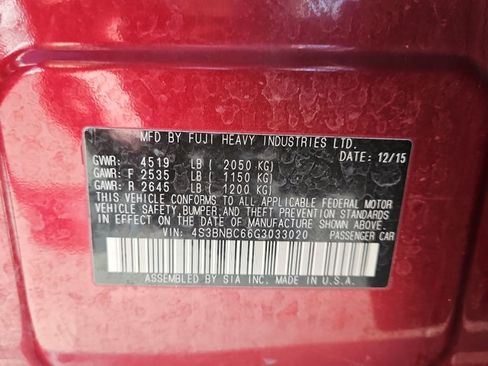 MFD BY FUJI HEAVY INDUSTRIES LTD.
GVWR: 4519 LB ( 2050 KG) DATE: 12/15
GAWR: F 2535 LB ( 1150 KG)
GAWR: R 2645 LB ( 1200 KG)
THIS VEHICLE CONFORMS TO ALL APPLICABLE FEDERAL MOTOR
VEHICLE SAFETY, BUMPER, AND THEFT PREVENTION STANDARDS
IN EFFECT ON THE DATE OF MANUFACTURE SHOWN ABOVE.
VIN: 4S3BNBC66G3033020 PASSENGER CAR
ASSEMBLED BY SIA INC. MADE IN U.S.A.